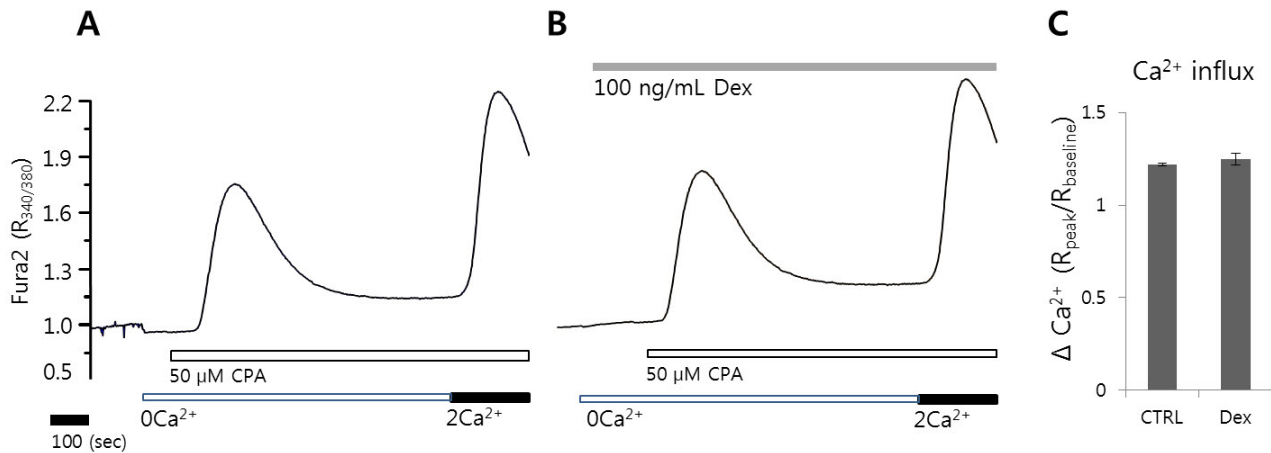 A
Fura2 (R340/380)
2.2
1.9
1.6
1.3
1.0
0.5
50 μM CPA
0Ca²⁺
2Ca²⁺
100 (sec)
B
100 ng/mL Dex
50 μM CPA
0Ca²⁺
2Ca²⁺
C
Ca²⁺ influx
Δ Ca²⁺ (Rpeak/Rbaseline)
1.5
1
0.5
0
CTRL
Dex